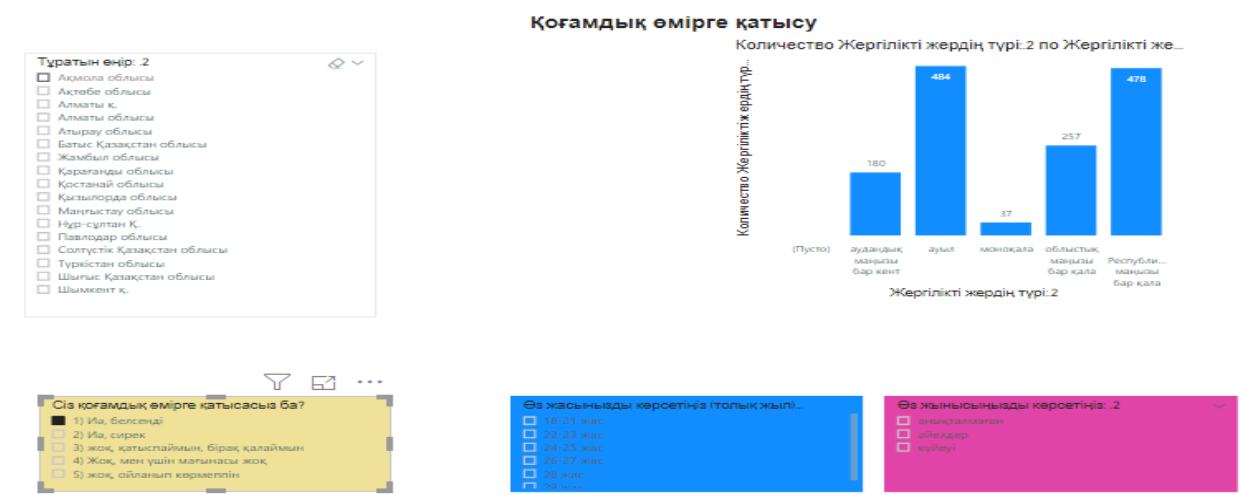 Қоғамдық өмірге қатысу
Тұратын өңір: .2
Ақмола облысы
Ақтөбе облысы
Алматы қ.
Алматы облысы
Атырау облысы
Батыс Қазақстан облысы
Жамбыл облысы
Қарағанды облысы
Қостанай облысы
Қызылорда облысы
Маңғыстау облысы
Нұр-сұлтан Қ.
Павлодар облысы
Солтүстік Қазақстан облысы
Түркістан облысы
Шығыс Қазақстан облысы
Шымкент қ.
Количество Жергілікті жердің түрі:.2 по Жергілікті же...
Количество Жергіліктіж ердің түр...
180
484
37
257
478
(Пусто)
аудандық маңызы бар кент
ауыл
моноқала
облыстық маңызы бар қала
Республи... маңызы бар қала
Жергілікті жердің түрі:.2
Сіз қоғамдық өмірге қатысасыз ба?
1) Иә, белсенді
2) Иә, сирек
3) жоқ, қатыспаймын, бірақ қалаймын
4) Жоқ, мен үшін мағынасы жоқ
5) жоқ, ойланып көрмеппін
Өз жасыңызды көрсетіңіз (толық жыл)...
18-21 жас
22-23 жас
24-25 жас
26-27 жас
28 жас
29 жас
Өз жынысыңызды көрсетіңіз: .2
анықталмаған
әйелдер
күйеуі